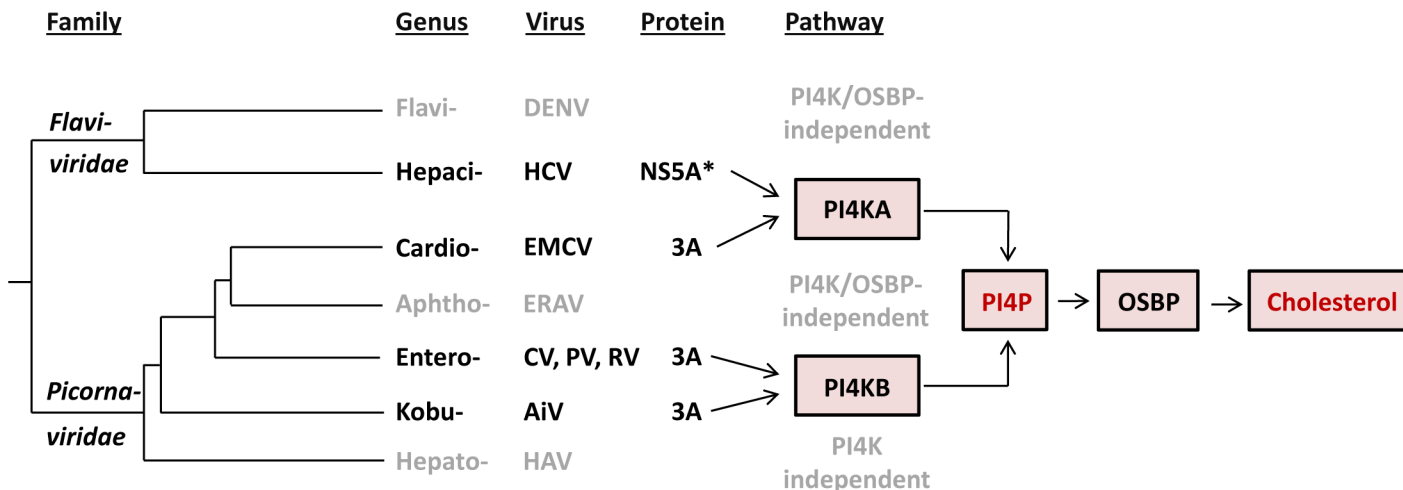 Family Genus Virus Protein Pathway
Flavi-
viridae
Flavi- DENV
PI4K/OSBP-
independent
Hepaci- HCV NS5A*
PI4KA
Cardio- EMCV 3A
Aphtho- ERAV
PI4K/OSBP-
independent
PI4P OSBP Cholesterol
Entero- CV, PV, RV 3A
PI4KB
Picorna-
viridae
Kobu- AiV 3A
Hepato- HAV
PI4K
independent